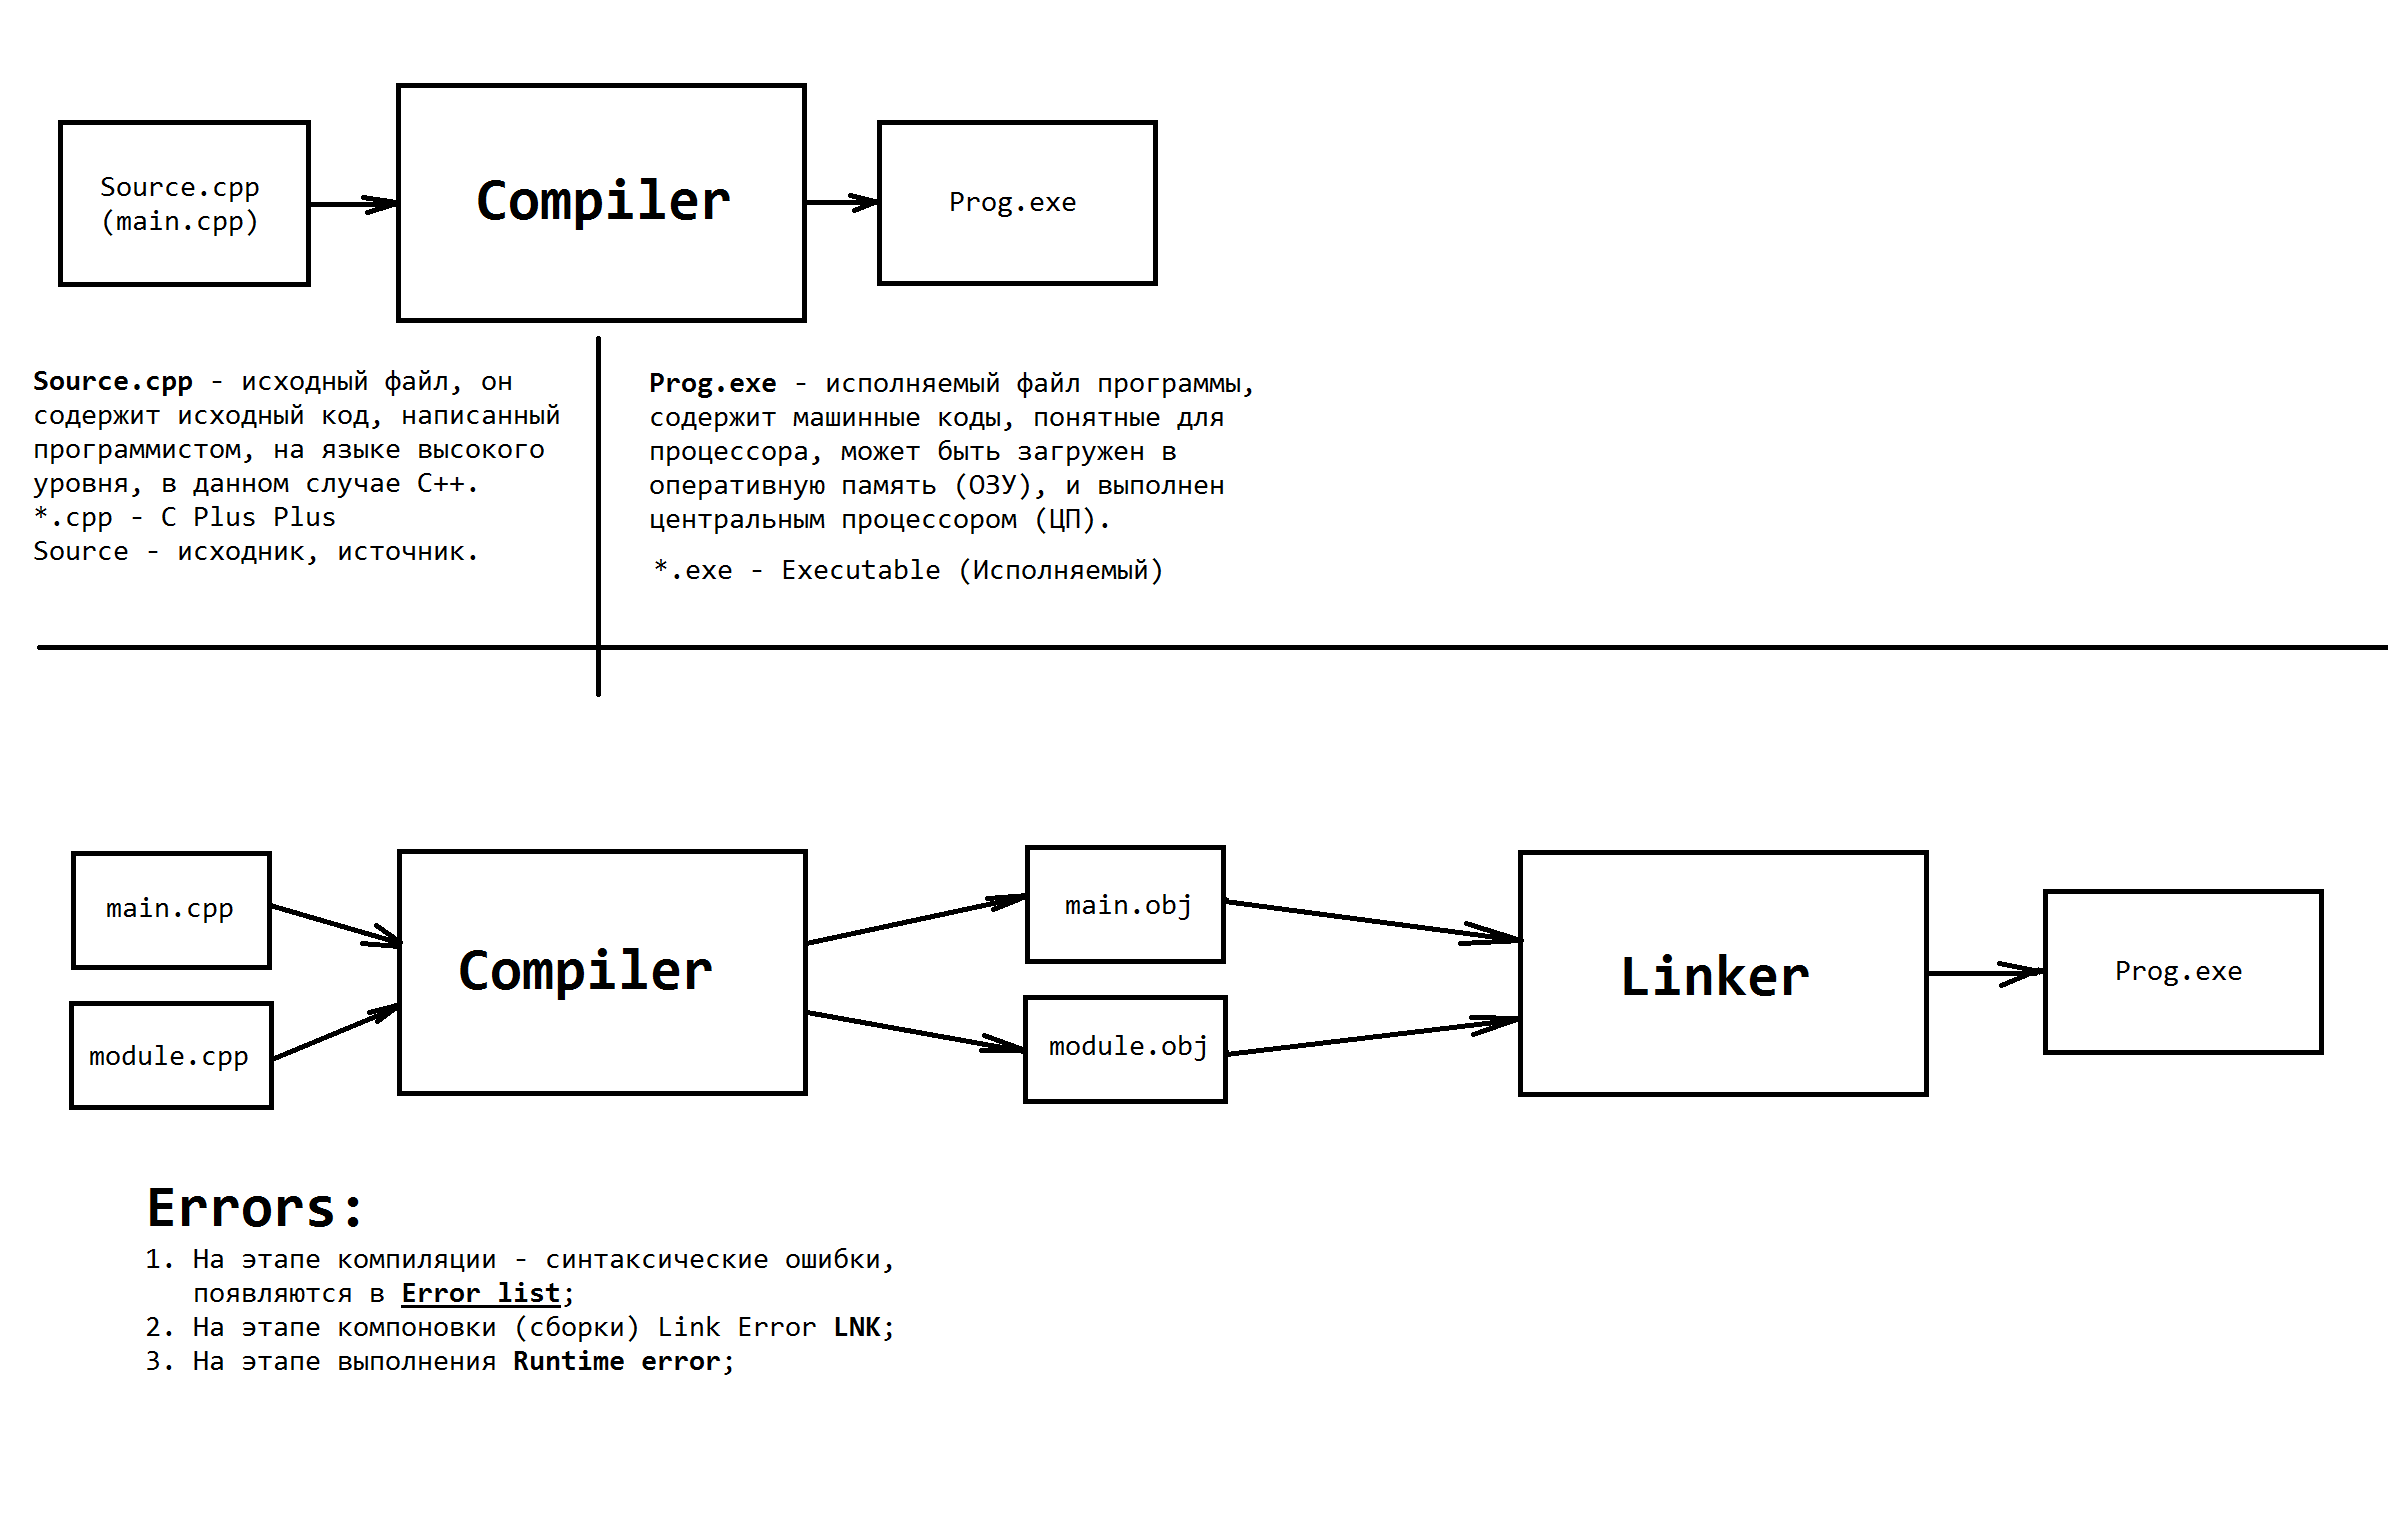 Source.cpp
(main.cpp)
Compiler
Prog.exe
Source.cpp - исходный файл, он
содержит исходный код, написанный
программистом, на языке высокого
уровня, в данном случае C++.
*.cpp - C Plus Plus
Source - исходник, источник.
Prog.exe - исполняемый файл программы,
содержит машинные коды, понятные для
процессора, может быть загружен в
оперативную память (ОЗУ), и выполнен
центральным процессором (ЦП).
*.exe - Executable (Исполняемый)
main.cpp
module.cpp
Compiler
main.obj
module.obj
Linker
Prog.exe
Errors:
1. На этапе компиляции - синтаксические ошибки,
появляются в Error list;
2. На этапе компоновки (сборки) Link Error LNK;
3. На этапе выполнения Runtime error;